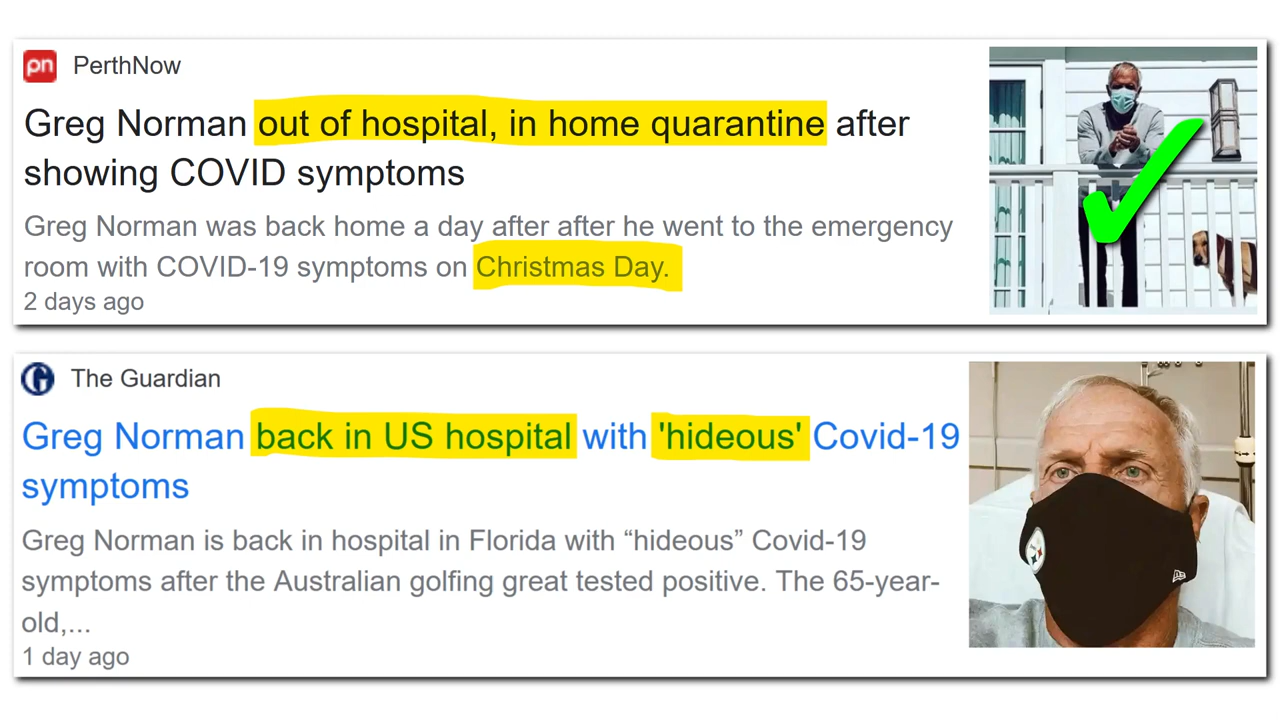 pn PerthNow
Greg Norman out of hospital, in home quarantine after
showing COVID symptoms
Greg Norman was back home a day after after he went to the emergency
room with COVID-19 symptoms on Christmas Day.
2 days ago
G The Guardian
Greg Norman back in US hospital with 'hideous' Covid-19
symptoms
Greg Norman is back in hospital in Florida with “hideous” Covid-19
symptoms after the Australian golfing great tested positive. The 65-year-
old,...
1 day ago